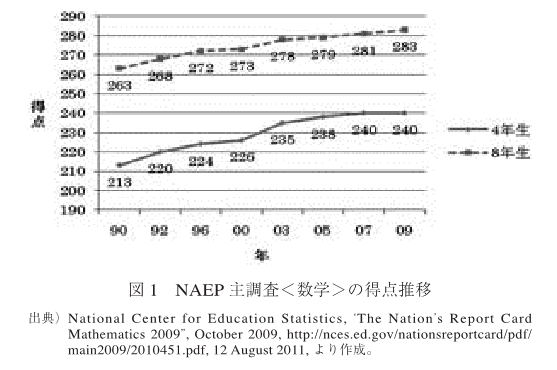 290
280
270
260
250
240
230
220
210
200
190
得点
263 268 272 273 278 279 281 283
213 220 224 226 235 238 240 240
90 92 96 00 03 05 07 09
年
4年生
8年生
図1 NAEP主調査＜数学＞の得点推移
出典) National Center for Education Statistics, ‘The Nation’s Report Card
Mathematics 2009”, October 2009, http://nces.ed.gov/nationsreportcard/pdf/
main2009/2010451.pdf, 12 August 2011, より作成。